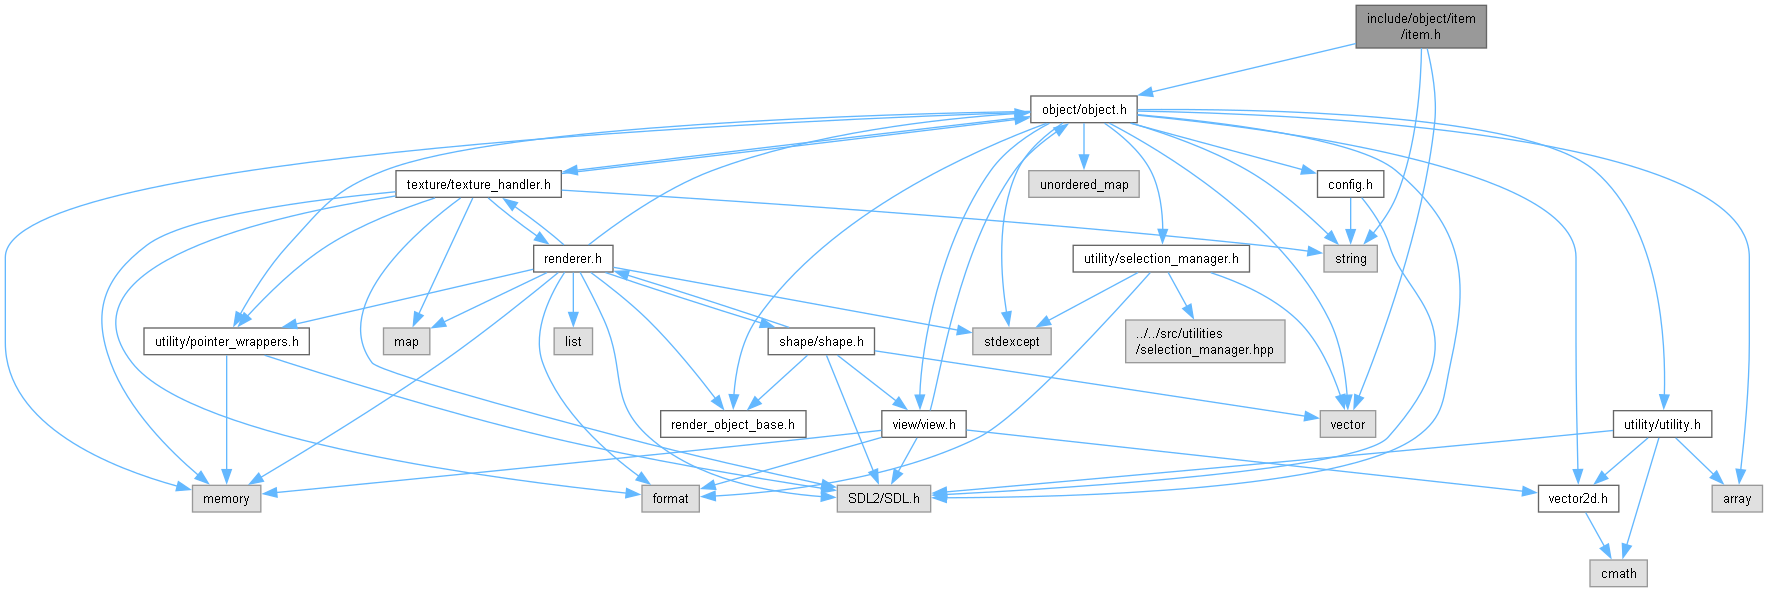 include/object/item
/item.h
object/object.h
texture/texture_handler.h
unordered_map
config.h
renderer.h
utility/selection_manager.h
string
utility/pointer_wrappers.h
map
list
shape/shape.h
stdexcept
../../src/utilities
/selection_manager.hpp
render_object_base.h
view/view.h
vector
utility/utility.h
memory
format
SDL2/SDL.h
vector2d.h
array
cmath